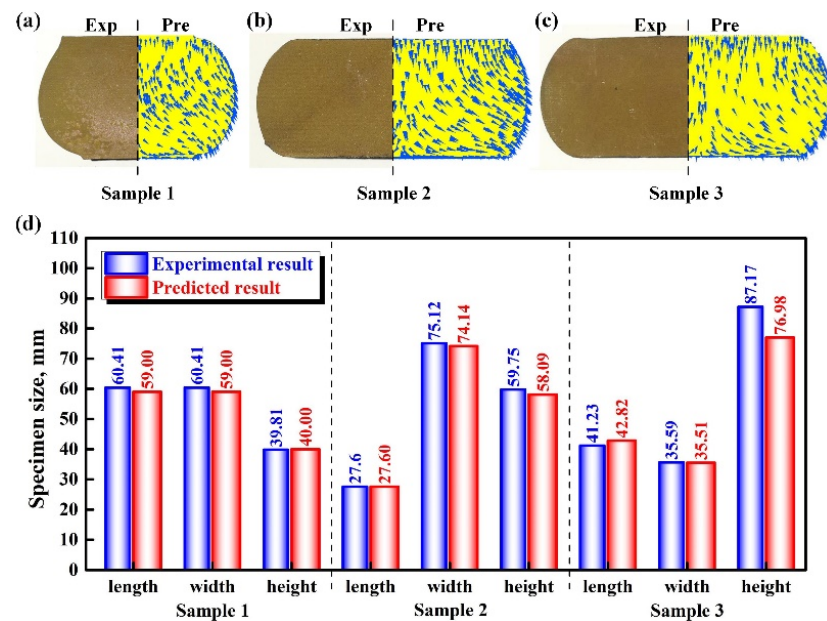 (a) Exp Pre
(b) Exp Pre
(c) Exp Pre
Sample 1
Sample 2
Sample 3
(d)
Specimen size, mm
110
100
90
80
70
60
50
40
30
20
10
0
Experimental result
Predicted result
60.41
59.00
60.41
59.00
39.81
40.00
27.6
27.60
75.12
74.14
59.75
58.09
41.23
42.82
35.59
35.51
87.17
76.98
length width height length width height length width height
Sample 1 Sample 2 Sample 3